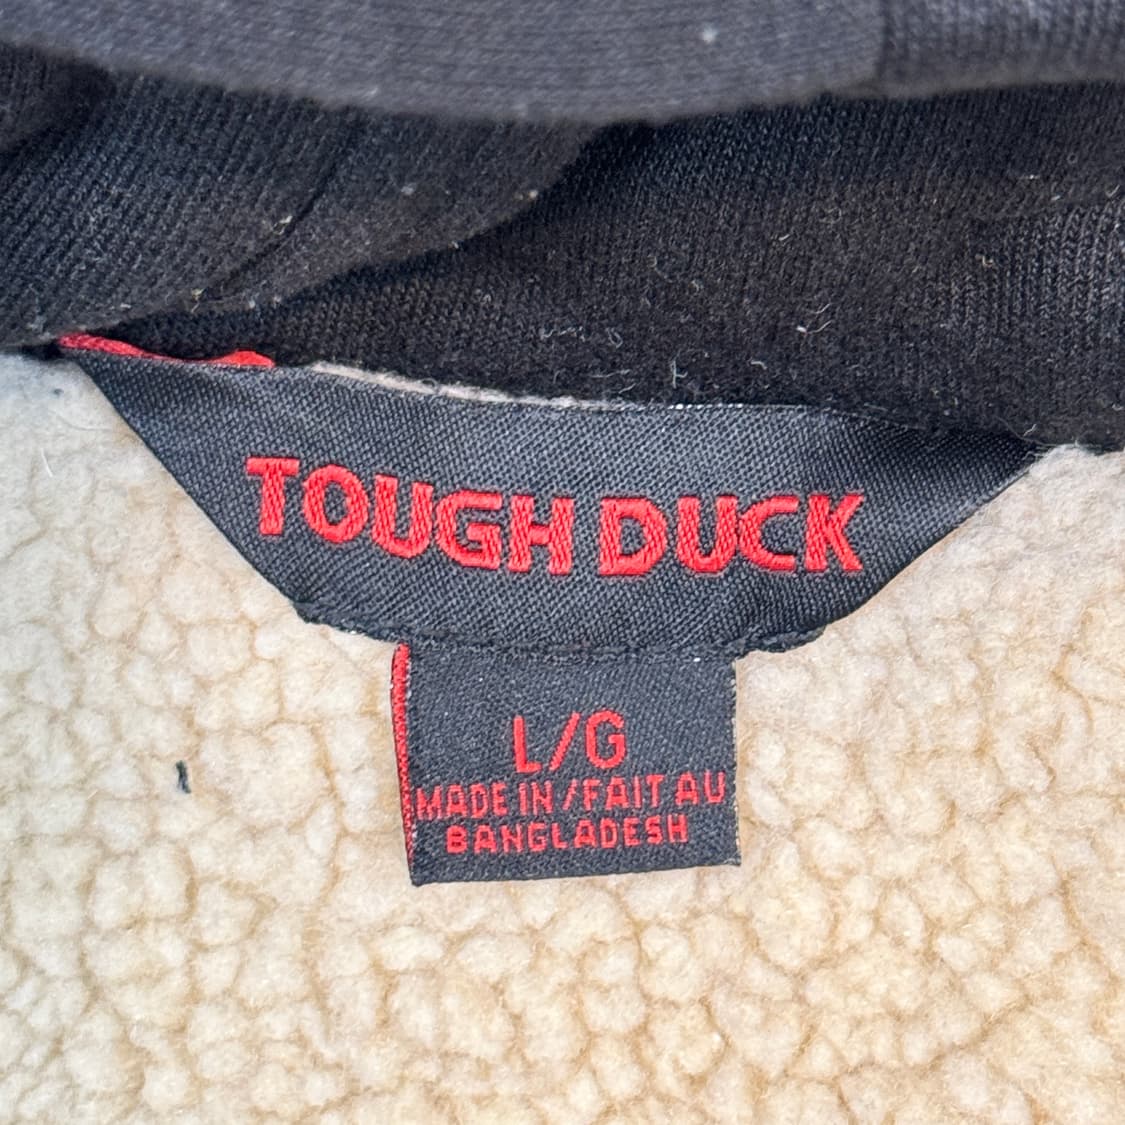 TOUGH DUCK
L/G
MADE IN/FAIT AU
BANGLADESH